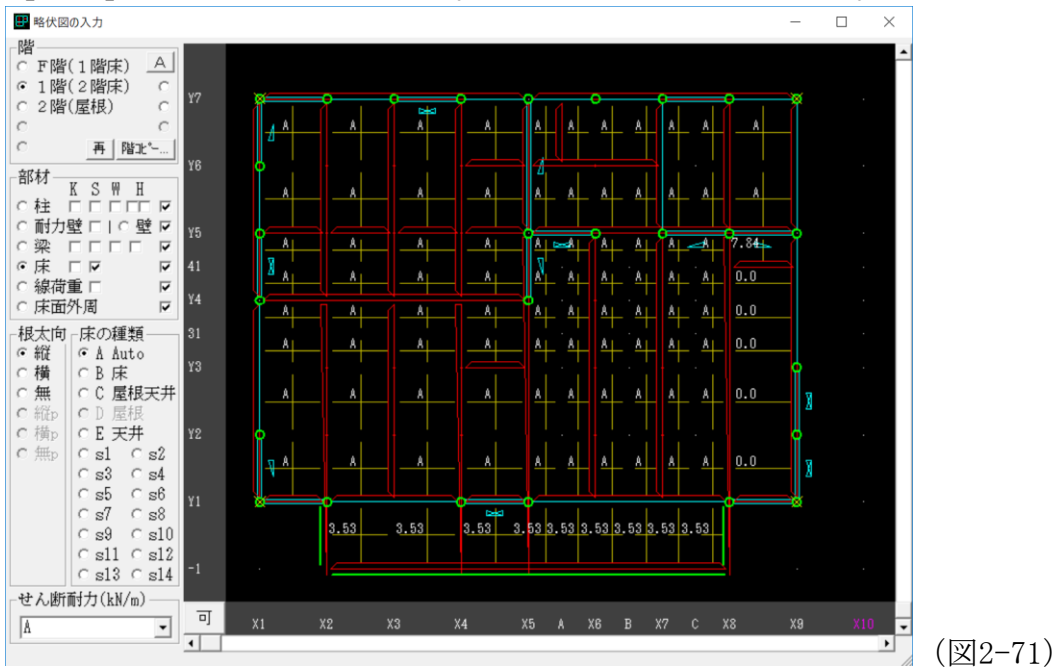 略伏図の入力
階
F階(1階床) A
1階(2階床)
2階(屋根)
再 階ｺﾋﾟｰ...
部材
K S W H
柱
耐力壁 | 壁
梁
床
線荷重
床面外周
根太向
縦
横
無
縦p
横p
無p
床の種類
A Auto
B 床
C 屋根天井
D 屋根
E 天井
s1 s2
s3 s4
s5 s6
s7 s8
s9 s10
s11 s12
s13 s14
せん断耐力(kN/m)
A
Y7
A A A A A A A A A A A
Y6
A A A A A A A A A A A
Y5
A A A A A A A A A A 7.84
41
A A A A A A A A A A 0.0
Y4
A A A A A A A A A A 0.0
31
A A A A A A A A A A 0.0
Y3
A A A A A A A A A A 0.0
Y2
A A A A A A A A A A 0.0
Y1
3.53 3.53 3.53 3.53 3.53 3.53 3.53 3.53 3.53
-1
可
X1 X2 X3 X4 X5 A X6 B X7 C X8 X9 X10
(図2-71)